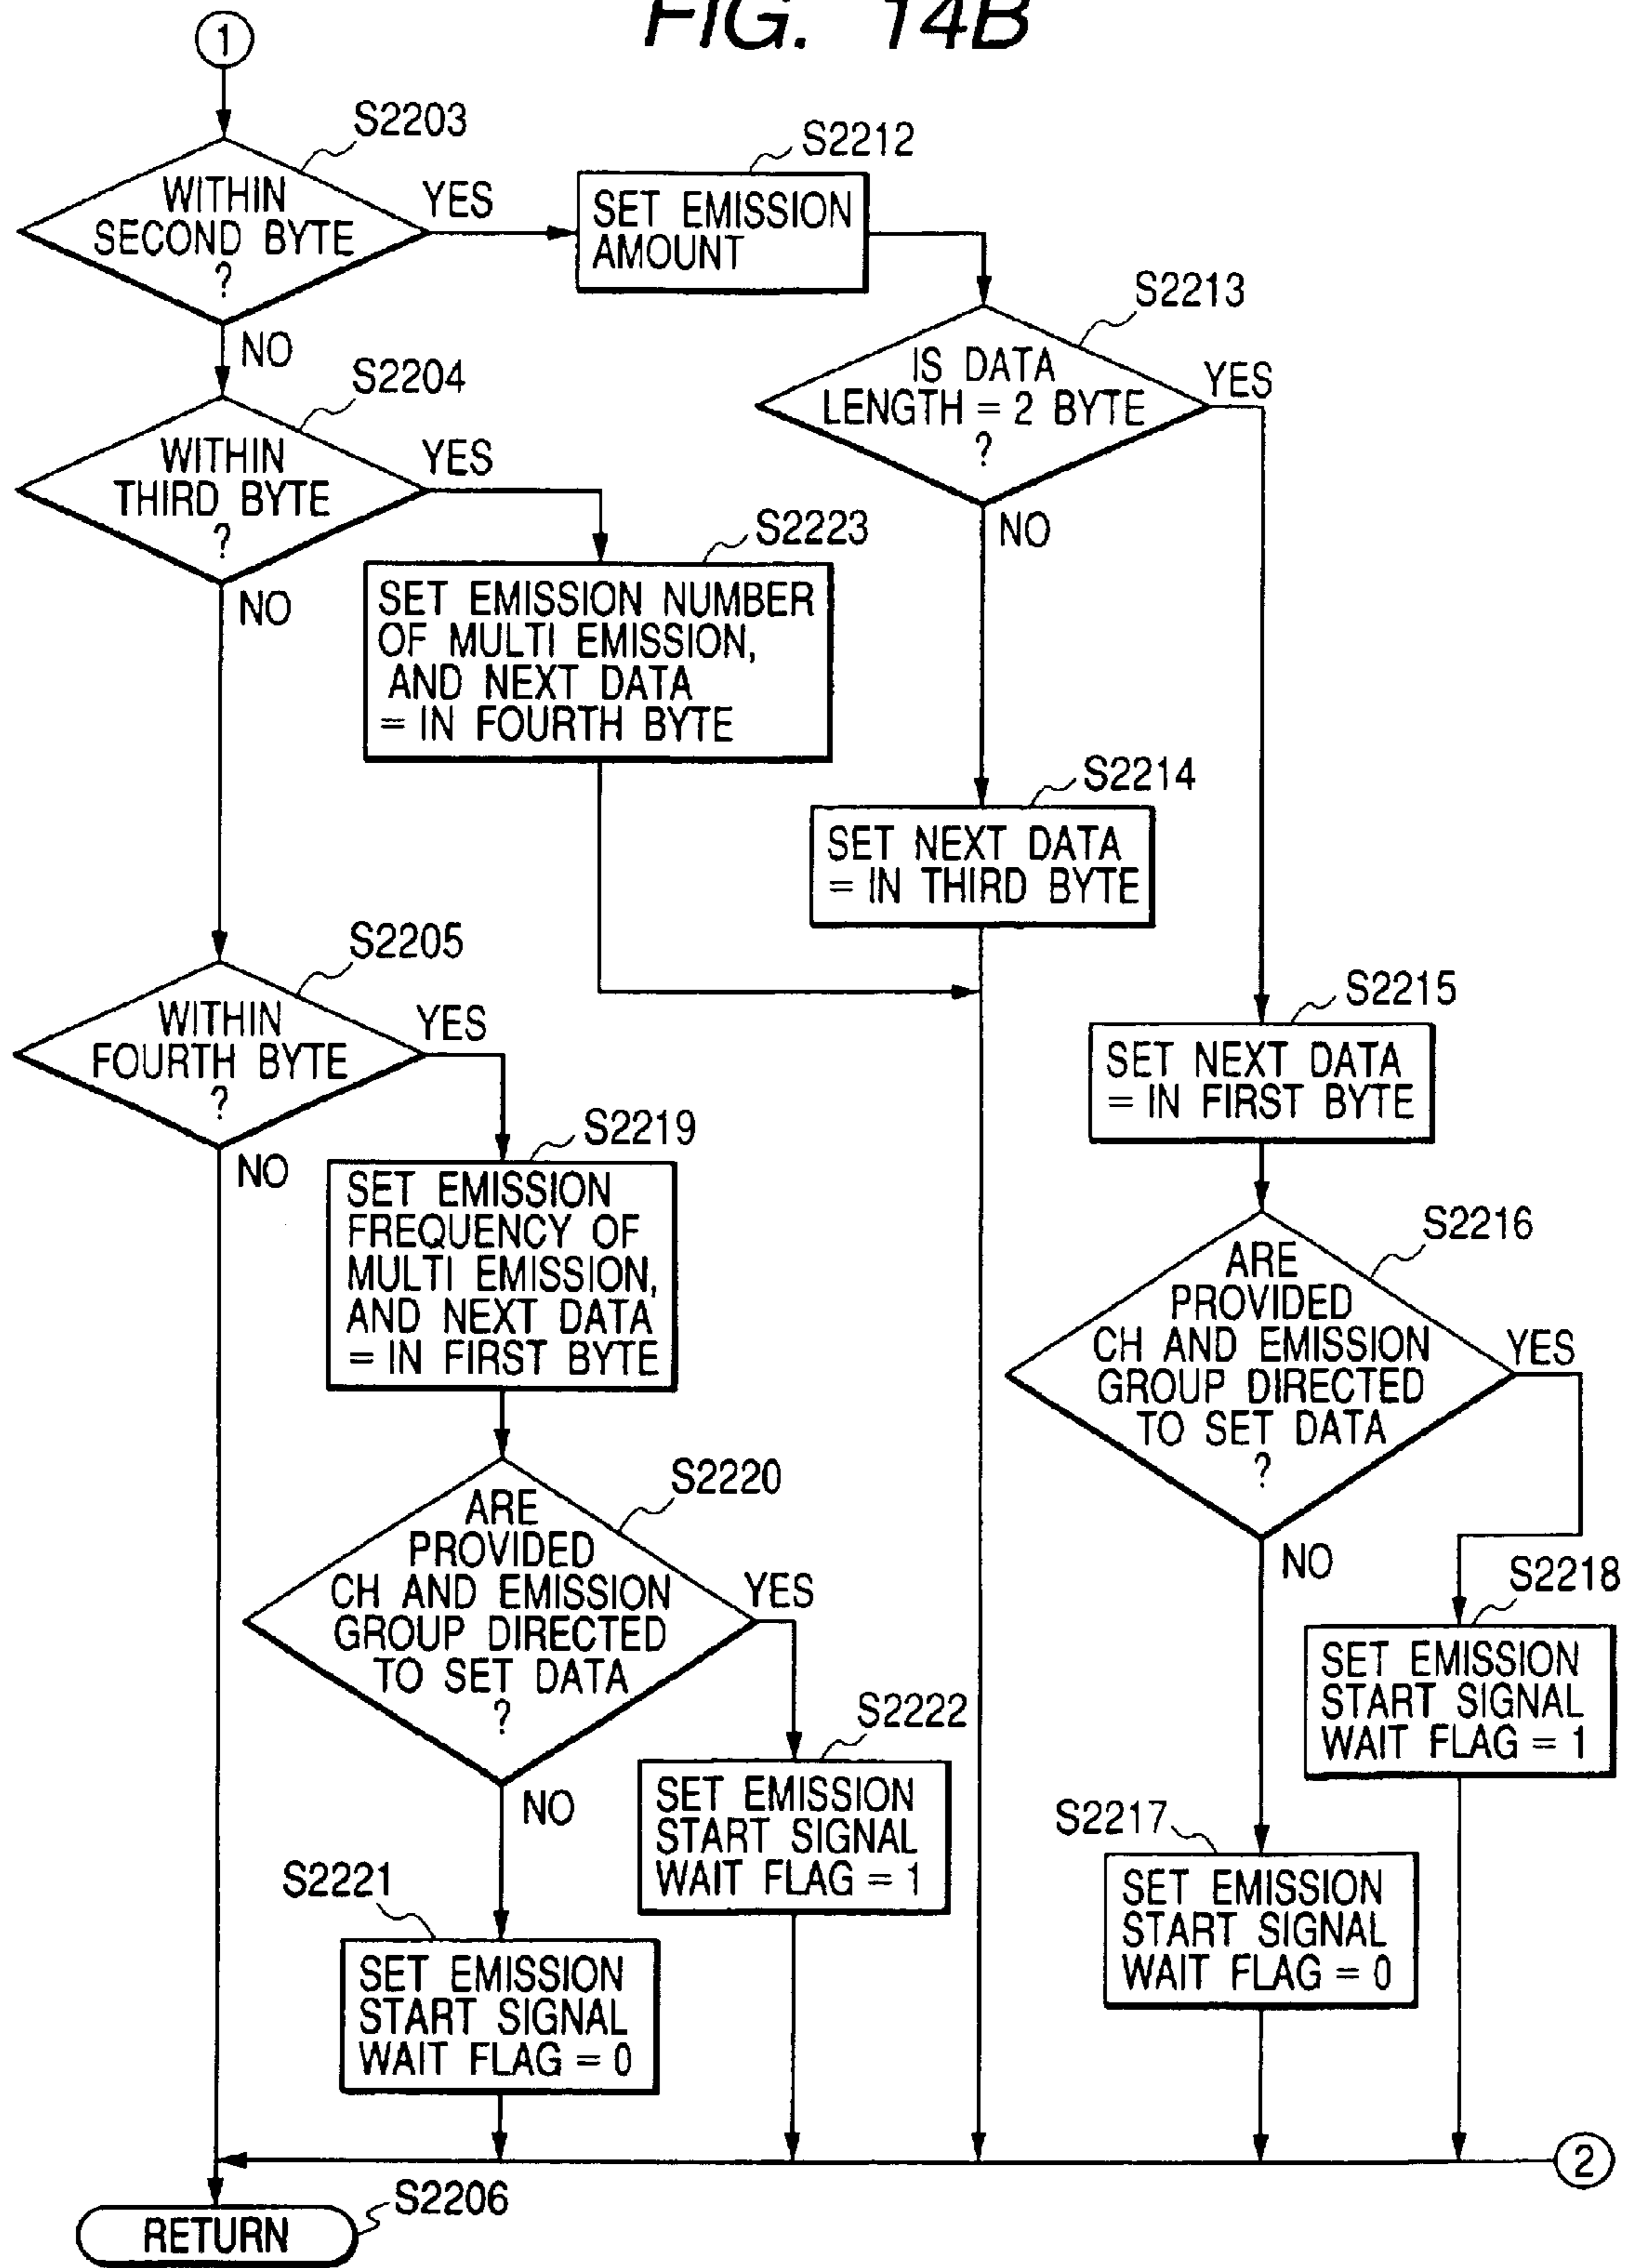 FIG. 14B
1
S2203
WITHIN
SECOND BYTE
?
YES
NO
S2212
SET EMISSION
AMOUNT
S2213
IS DATA
LENGTH = 2 BYTE
?
YES
NO
S2204
WITHIN
THIRD BYTE
?
YES
NO
S2223
SET EMISSION NUMBER
OF MULTI EMISSION,
AND NEXT DATA
= IN FOURTH BYTE
S2214
SET NEXT DATA
= IN THIRD BYTE
S2205
WITHIN
FOURTH BYTE
?
YES
NO
S2215
SET NEXT DATA
= IN FIRST BYTE
S2219
SET EMISSION
FREQUENCY OF
MULTI EMISSION,
AND NEXT DATA
= IN FIRST BYTE
S2216
ARE
PROVIDED
CH AND EMISSION
GROUP DIRECTED
TO SET DATA
?
YES
NO
S2220
ARE
PROVIDED
CH AND EMISSION
GROUP DIRECTED
TO SET DATA
?
YES
NO
S2218
SET EMISSION
START SIGNAL
WAIT FLAG = 1
S2222
SET EMISSION
START SIGNAL
WAIT FLAG = 1
S2217
SET EMISSION
START SIGNAL
WAIT FLAG = 0
S2221
SET EMISSION
START SIGNAL
WAIT FLAG = 0
2
S2206
RETURN